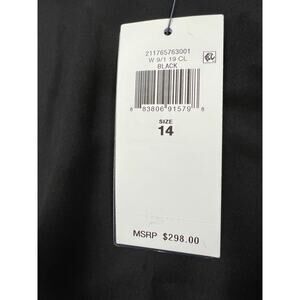 211765763001
W 9/1 19 CL
BLACK
8 83806 91579 8
SIZE
14
MSRP $298.00